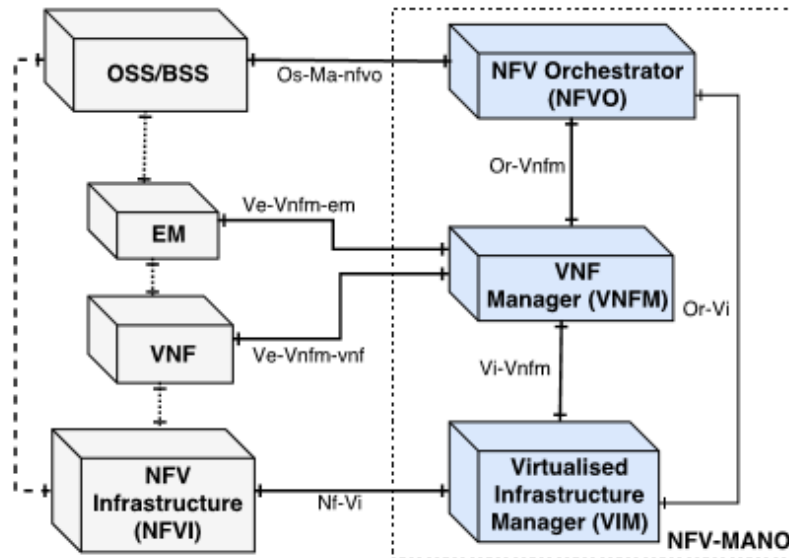 OSS/BSS
Os-Ma-nfvo
NFV Orchestrator
(NFVO)
Or-Vnfm
EM
Ve-Vnfm-em
VNF
Manager (VNFM)
Or-Vi
VNF
Ve-Vnfm-vnf
Vi-Vnfm
NFV
Infrastructure
(NFVI)
Nf-Vi
Virtualised
Infrastructure
Manager (VIM)
NFV-MANO